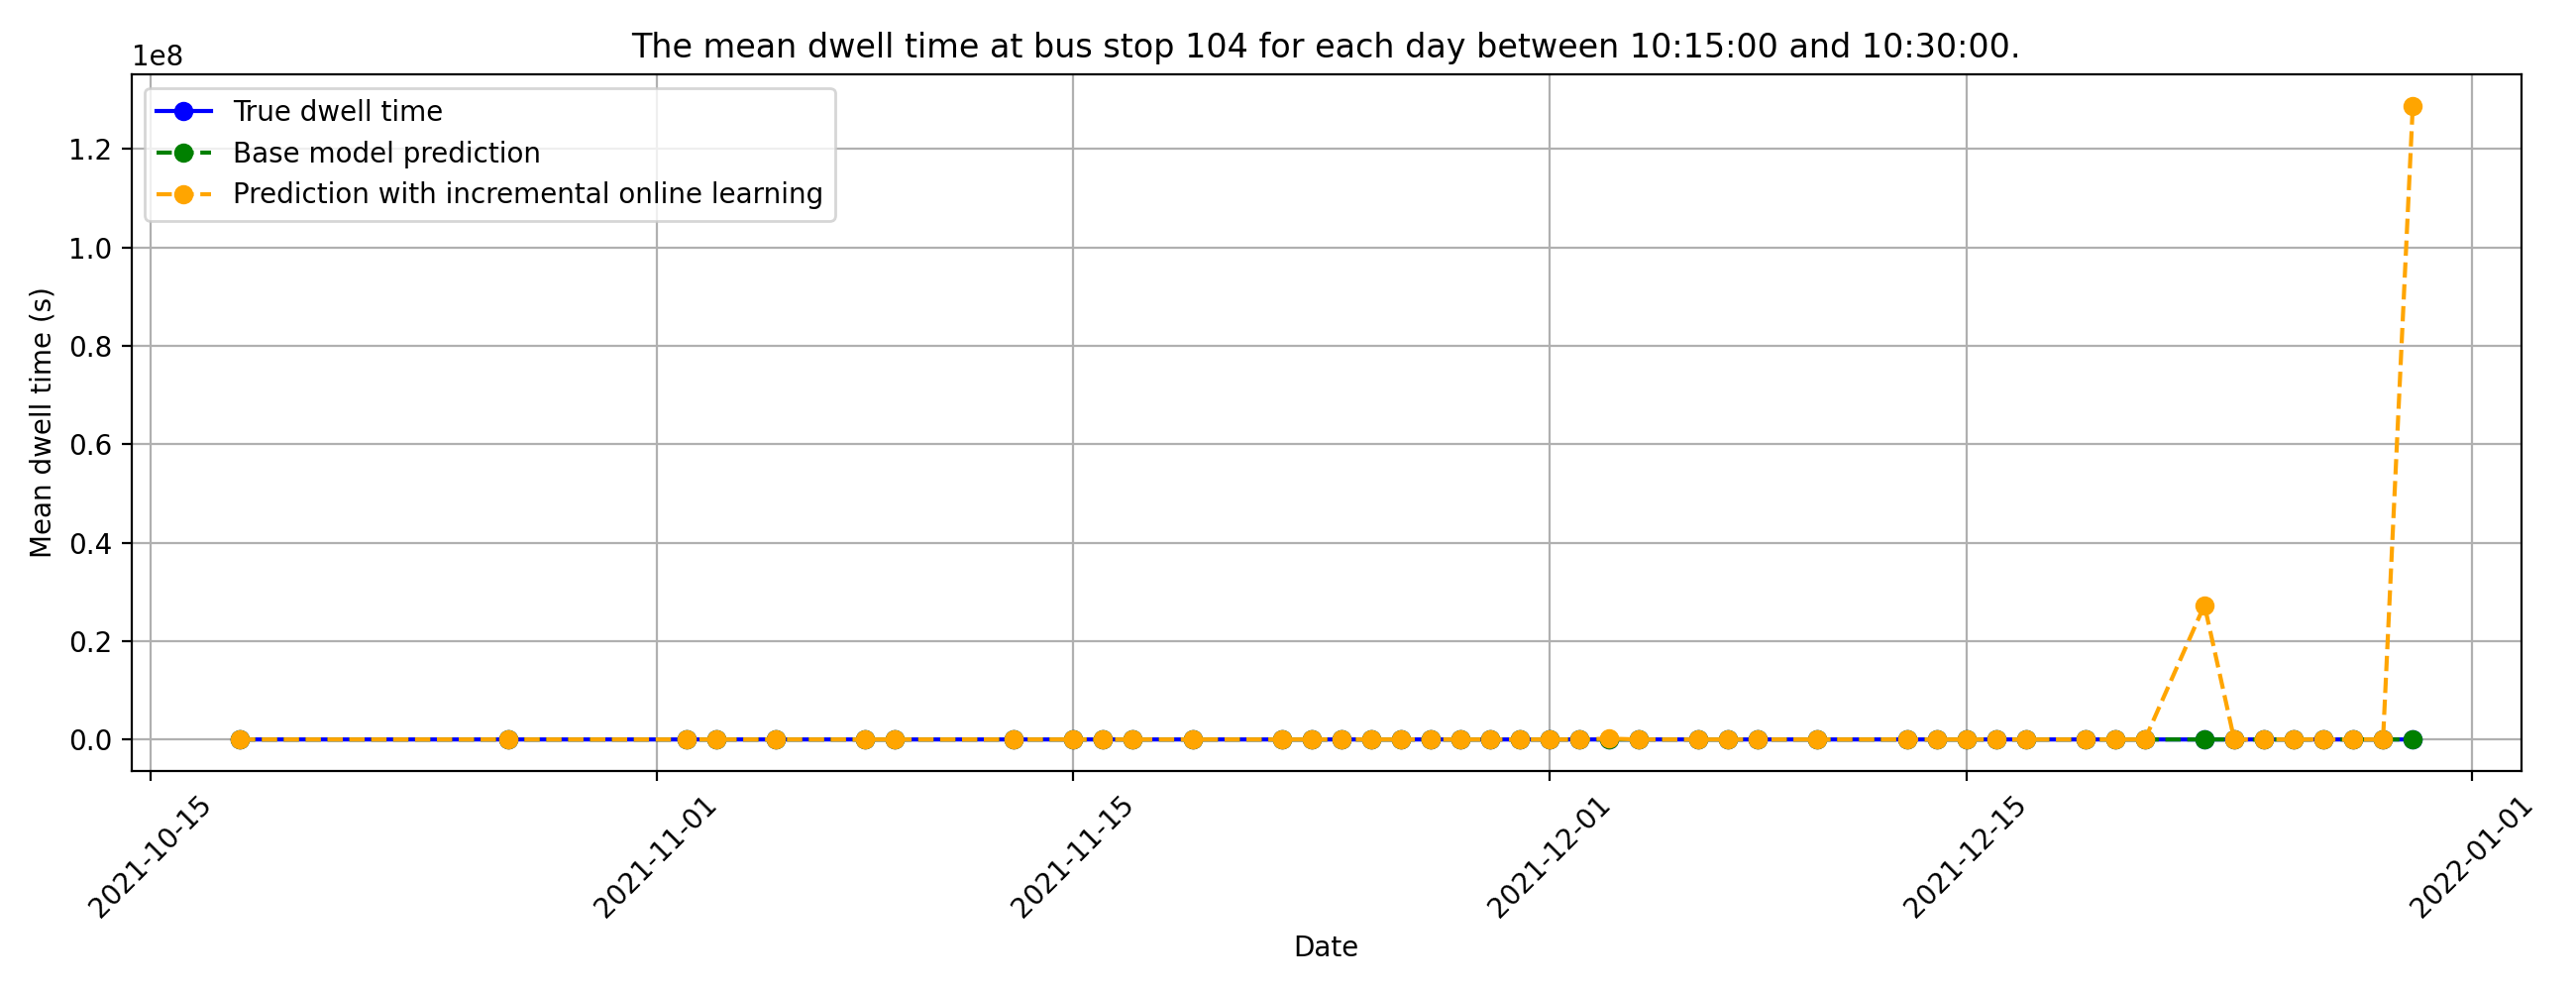 The mean dwell time at bus stop 104 for each day between 10:15:00 and 10:30:00.
1e8
True dwell time
Base model prediction
Prediction with incremental online learning
Mean dwell time (s)
1.2
1.0
0.8
0.6
0.4
0.2
0.0
2021-10-15
2021-11-01
2021-11-15
2021-12-01
2021-12-15
2022-01-01
Date